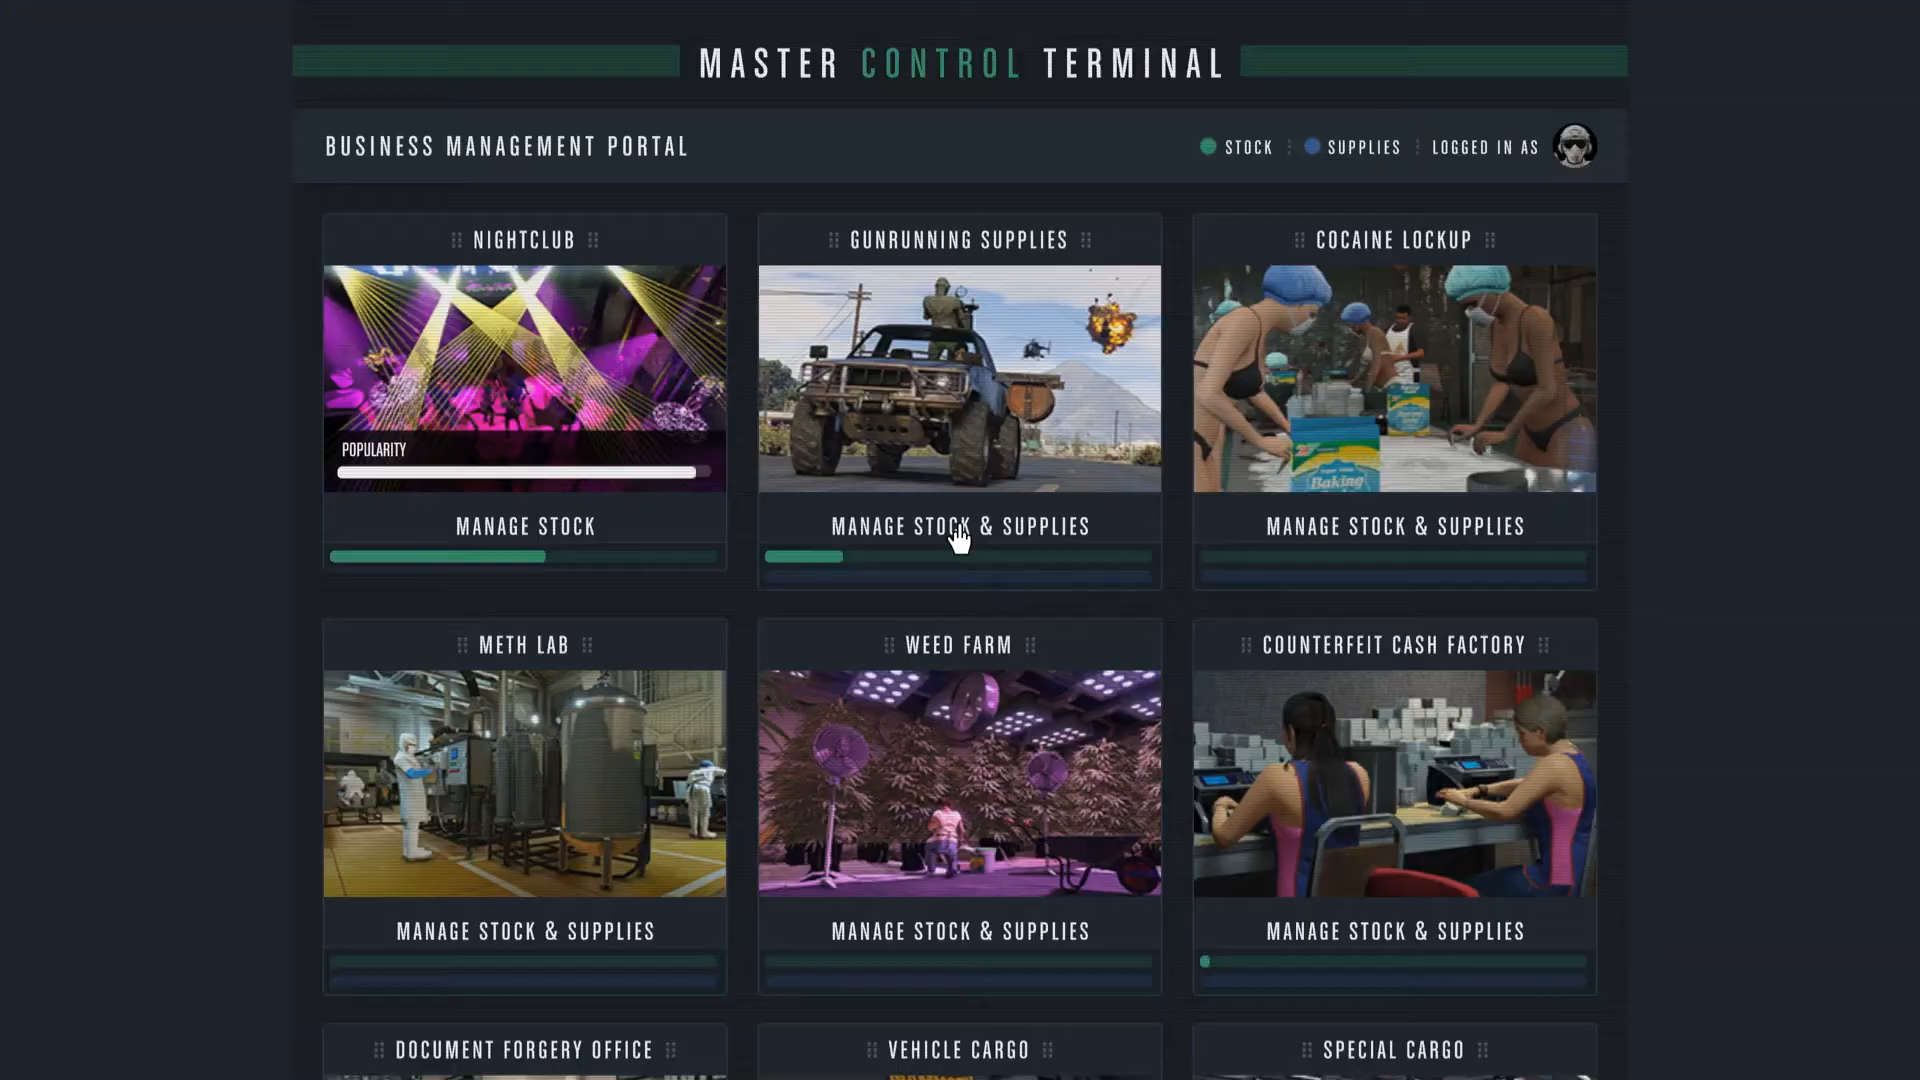 MASTER CONTROL TERMINAL
BUSINESS MANAGEMENT PORTAL
STOCK
SUPPLIES
LOGGED IN AS
NIGHTCLUB
GUNRUNNING SUPPLIES
COCAINE LOCKUP
POPULARITY
Baking
MANAGE STOCK
MANAGE STOCK & SUPPLIES
MANAGE STOCK & SUPPLIES
METH LAB
WEED FARM
COUNTERFEIT CASH FACTORY
MANAGE STOCK & SUPPLIES
MANAGE STOCK & SUPPLIES
MANAGE STOCK & SUPPLIES
DOCUMENT FORGERY OFFICE
VEHICLE CARGO
SPECIAL CARGO